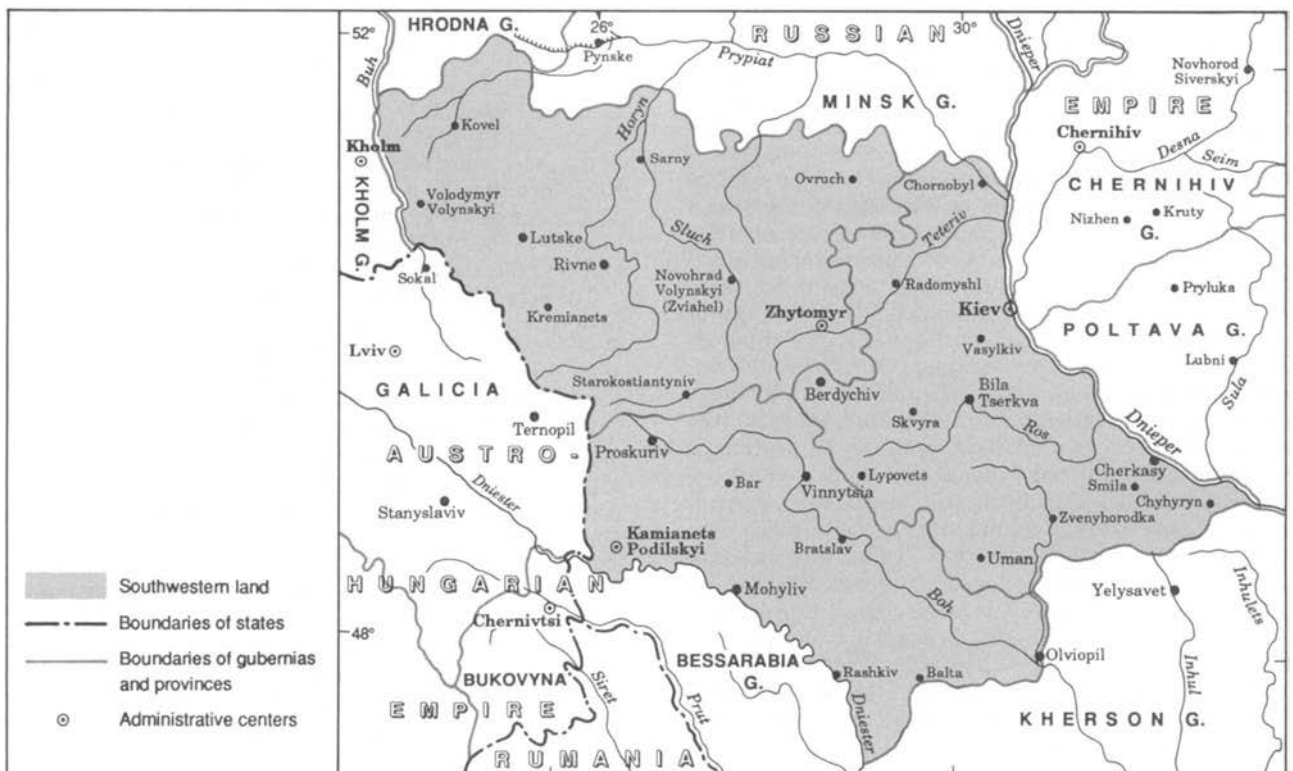 HRODNA G.
26°
RUSSIAN
30°
Dnieper
52°
Pynske
Prypiat
Novhorod
Siverskyi
Buh
MINSK G.
EMPIRE
Horyn
Kovel
Chernihiv
Kholm
Sarny
Desna
Seim
KHOLM G.
Ovruch
Chornobyl
CHERNIHIV
G.
Volodymyr
Volynskyi
Nizhen
Kruty
Lutske
Sluch
Teteriv
Rivne
Sokal
Novohrad
Volynskyi
(Zviahel)
Radomyshl
Pryluka
Kremianets
Zhytomyr
Kiev
POLTAVA G.
Lviv
Vasylkiv
Lubni
GALICIA
Starokostiantyniv
Berdychiv
Bila
Tserkva
Sula
Ternopil
Skvyra
Ros
Dnieper
AUSTRO-
Proskuriv
Cherkasy
Dniester
Bar
Vinnytsia
Lypovets
Smila
Chyhyryn
Stanyslaviv
Zvenyhorodka
Kamianets
Podilskyi
Bratslav
Uman
HUNGARIAN
Mohyliv
Boh
Yelysavet
Inhulets
Chernivtsi
48°
BESSARABIA
G.
Olviopil
Inhul
BUKOVYNA
Siret
Prut
Rashkiv
Balta
EMPIRE
Dniester
KHERSON G.
RUMANIA
Southwestern land
Boundaries of states
Boundaries of gubernias
and provinces
Administrative centers